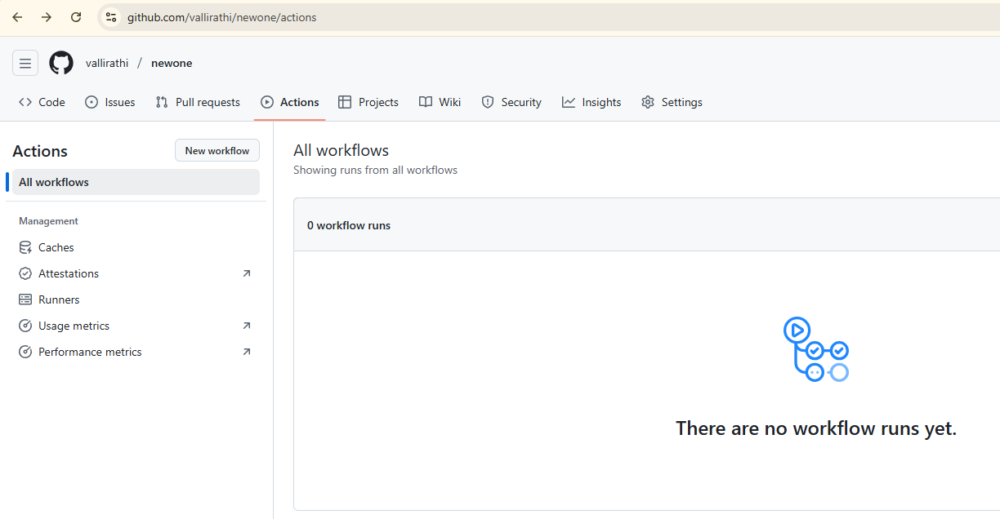 github.com/vallirathi/newone/actions
vallirathi / newone
Code Issues Pull requests Actions Projects Wiki Security Insights Settings
Actions
New workflow
All workflows
Management
Caches
Attestations
Runners
Usage metrics
Performance metrics
All workflows
Showing runs from all workflows
0 workflow runs
There are no workflow runs yet.